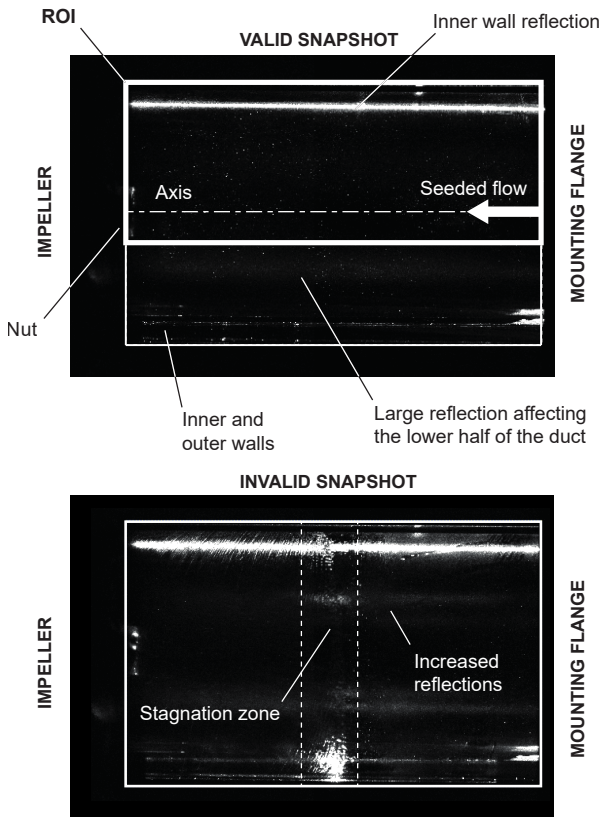 ROI
Inner wall reflection
VALID SNAPSHOT
IMPELLER
Axis
Seeded flow
MOUNTING FLANGE
Nut
Inner and
outer walls
Large reflection affecting
the lower half of the duct
INVALID SNAPSHOT
IMPELLER
Increased
reflections
Stagnation zone
MOUNTING FLANGE